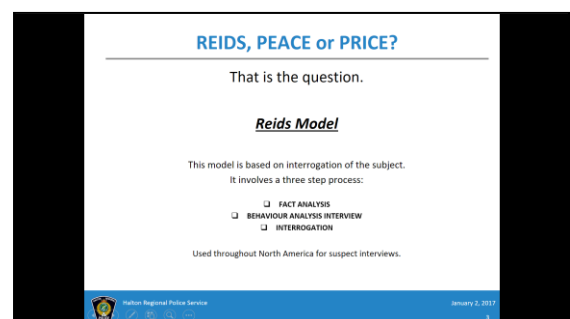 REIDS, PEACE or PRICE?
That is the question.
Reids Model
This model is based on interrogation of the subject.
It involves a three step process:
❑ FACT ANALYSIS
❑ BEHAVIOUR ANALYSIS INTERVIEW
❑ INTERROGATION
Used throughout North America for suspect interviews.
Halton Regional Police Service
January 2, 2017
3